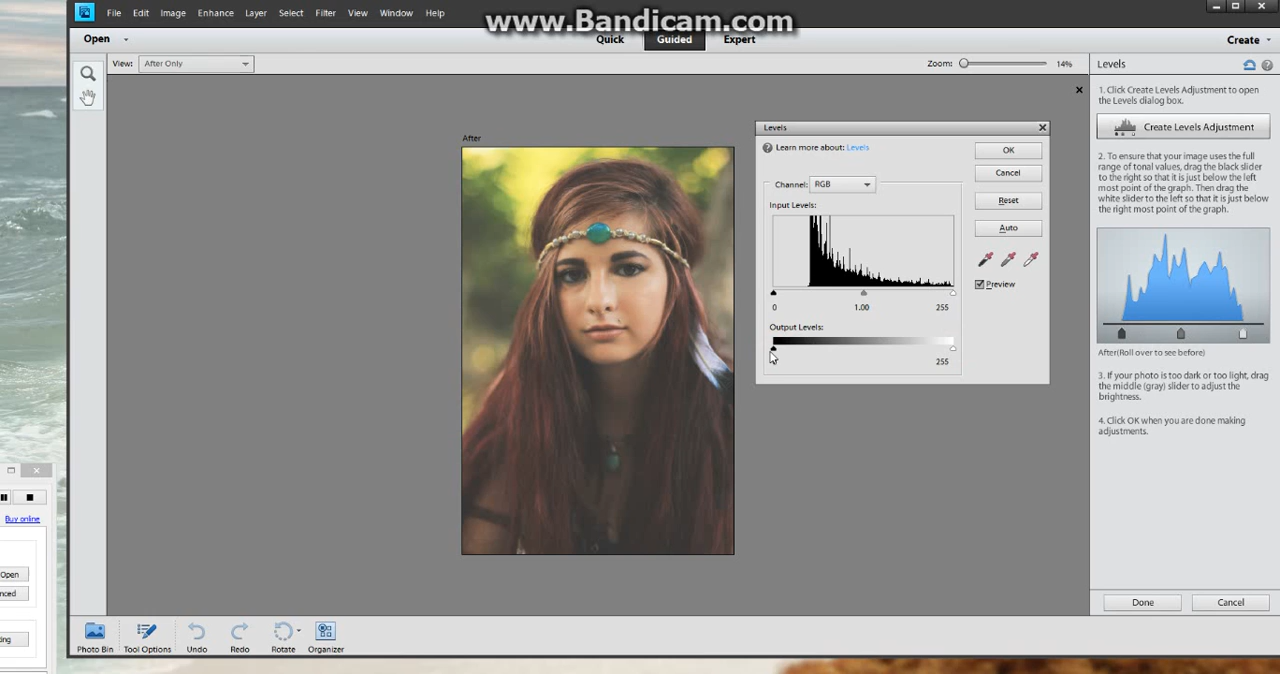 www.Bandicam.com
File Edit Image Enhance Layer Select Filter View Window Help
Open
Quick Guided Expert
Create
View: After Only
Zoom: 14%
After
Levels
Learn more about: Levels
Channel: RGB
Input Levels:
0 1.00 255
Output Levels:
255
OK
Cancel
Reset
Auto
Preview
Levels
1. Click Create Levels Adjustment to open
the Levels dialog box.
Create Levels Adjustment
2. To ensure that your image uses the full
range of tonal values, drag the black slider
to the right so that it is just below the left
most point of the graph. Then drag the
white slider to the left so that it is just below
the right most point of the graph.
After(Roll over to see before)
3. If your photo is too dark or too light, drag
the middle (gray) slider to adjust the
brightness.
4. Click OK when you are done making
adjustments.
Done Cancel
Buy online
Open
Photo Bin Tool Options Undo Redo Rotate Organizer